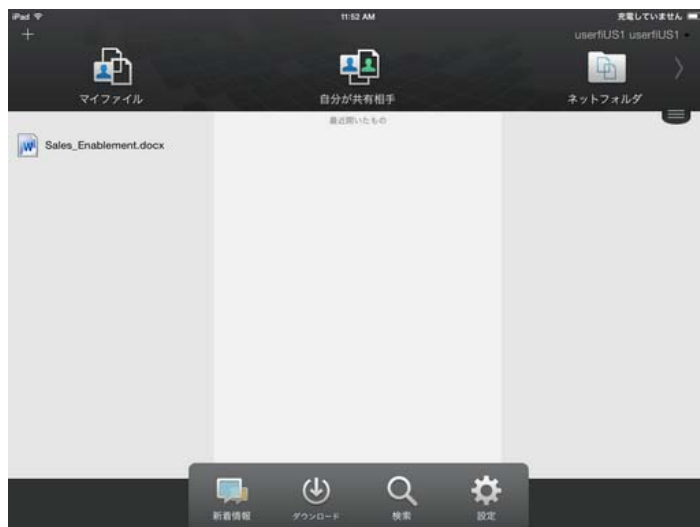 iPad
11:52 AM
充電していません
userfiUS1 userfiUS1
マイファイル
自分が共有相手
ネットフォルダ
最近開いたもの
Sales_Enablement.docx
新着情報
ダウンロード
検索
設定